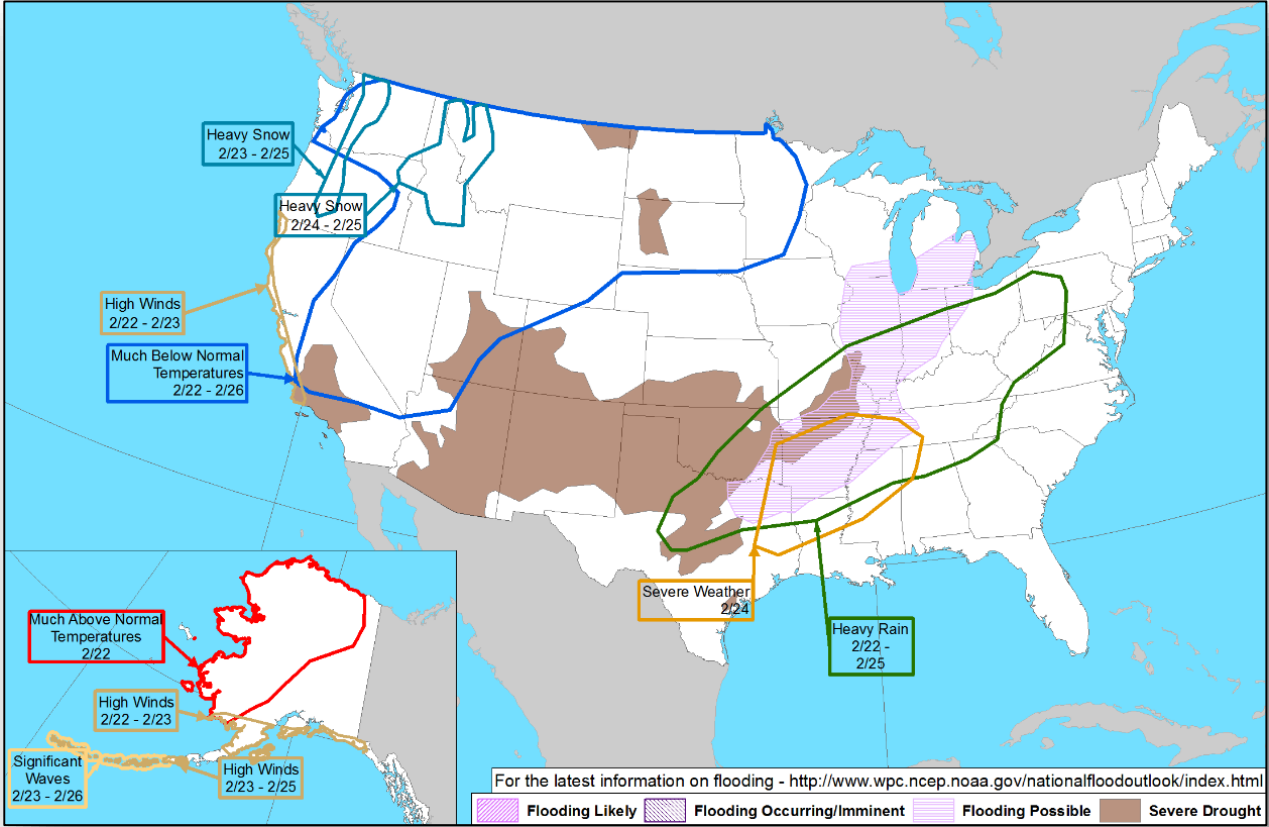 Heavy Snow
2/23 - 2/25
Heavy Snow
2/24 - 2/25
High Winds
2/22 - 2/23
Much Below Normal
Temperatures
2/22 - 2/26
Severe Weather
2/24
Heavy Rain
2/22 -
2/25
Much Above Normal
Temperatures
2/22
High Winds
2/22 - 2/23
Significant
Waves
2/23 - 2/26
High Winds
2/23 - 2/25
For the latest information on flooding - http://www.wpc.ncep.noaa.gov/nationalfloodoutlook/index.html
Flooding Likely
Flooding Occurring/Imminent
Flooding Possible
Severe Drought